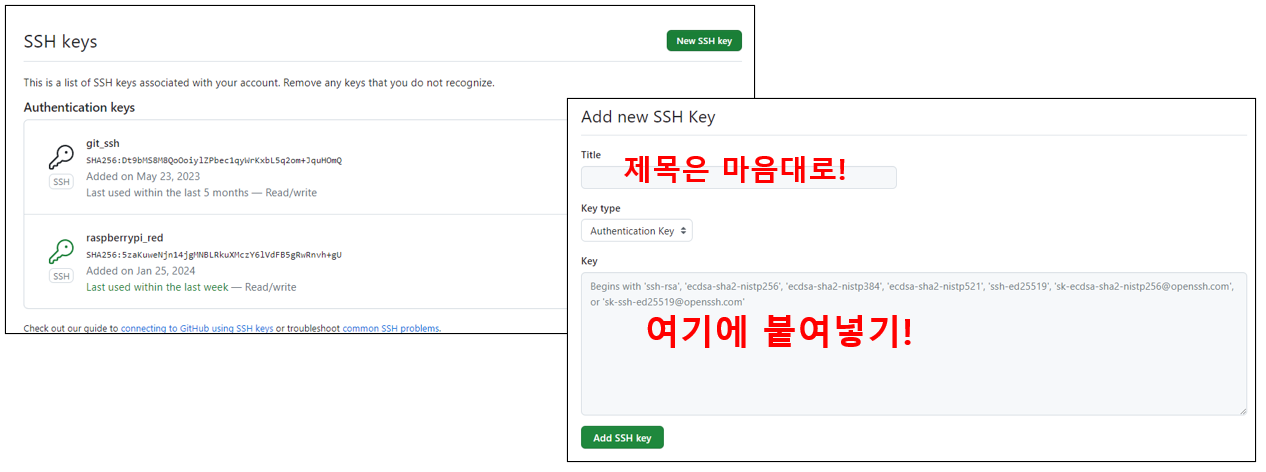 SSH keys
New SSH key
This is a list of SSH keys associated with your account. Remove any keys that you do not recognize.
Authentication keys
git_ssh
SHA256:Dt9bMS8M8QoOoiylZPbec1qyWrKxbL5q2om+JquHOmQ
Added on May 23, 2023
SSH
Last used within the last 5 months — Read/write
raspberrypi_red
SHA256:5zaKuweNjn14jgMNBLRkuXMczY6lVdFB5gRwRnvh+gU
Added on Jan 25, 2024
SSH
Last used within the last week — Read/write
Check out our guide to connecting to GitHub using SSH keys or troubleshoot common SSH problems.
Add new SSH Key
Title
제목은 마음대로!
Key type
Authentication Key
Key
Begins with 'ssh-rsa', 'ecdsa-sha2-nistp256', 'ecdsa-sha2-nistp384', 'ecdsa-sha2-nistp521', 'ssh-ed25519', 'sk-ecdsa-sha2-nistp256@openssh.com',
or 'sk-ssh-ed25519@openssh.com'
여기에 붙여넣기!
Add SSH key